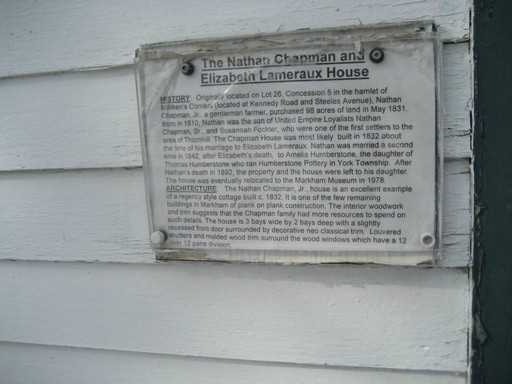 The Nathan Chapman and
Elizabeth Lameraux House
HISTORY Originally located on Lot 26, Concession 5 in the hamlet of
Milliken's Corners (located at Kennedy Road and Steeles Avenue), Nathan
Chapman, Jr., a gentleman farmer, purchased 98 acres of land in May 1831.
Born in 1810, Nathan was the son of United Empire Loyalists Nathan
Chapman, Sr., and Susannah Fockler, who were one of the first settlers to the
area of Thornhill. The Chapman House was most likely built in 1832 about
the time of his marriage to Elizabeth Lameraux. Nathan was married a second
time in 1842, after Elizabeth's death, to Amelia Humberstone, the daughter of
Thomas Humberstone who ran Humberstone Pottery in York Township. After
Nathan's death in 1892, the property and the house were left to his daughter.
The house was eventually relocated to the Markham Museum in 1978.
ARCHITECTURE The Nathan Chapman, Jr., house is an excellent example
of a regency style cottage built c. 1832. It is one of the few remaining
buildings in Markham of plank on plank construction. The interior woodwork
and trim suggests that the Chapman family had more resources to spend on
such details. The house is 3 bays wide by 2 bays deep with a slightly
recessed front door surrounded by decorative neo classical trim. Louvered
shutters and molded wood trim surround the wood windows which have a 12
over 12 pane division.